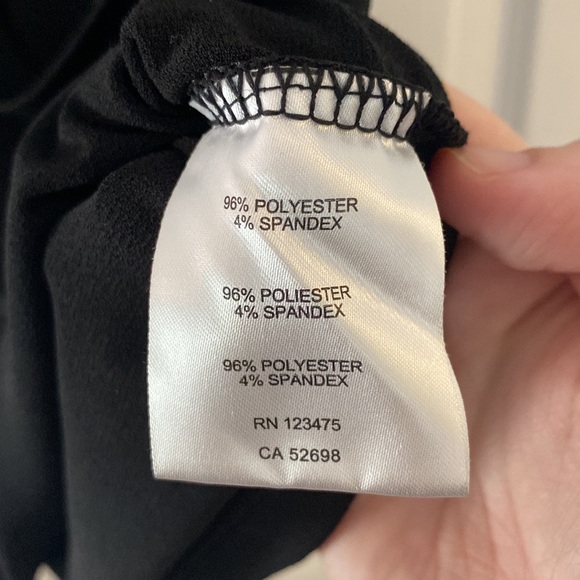 96% POLYESTER
4% SPANDEX
96% POLIESTER
4% SPANDEX
96% POLYESTER
4% SPANDEX
RN 123475
CA 52698